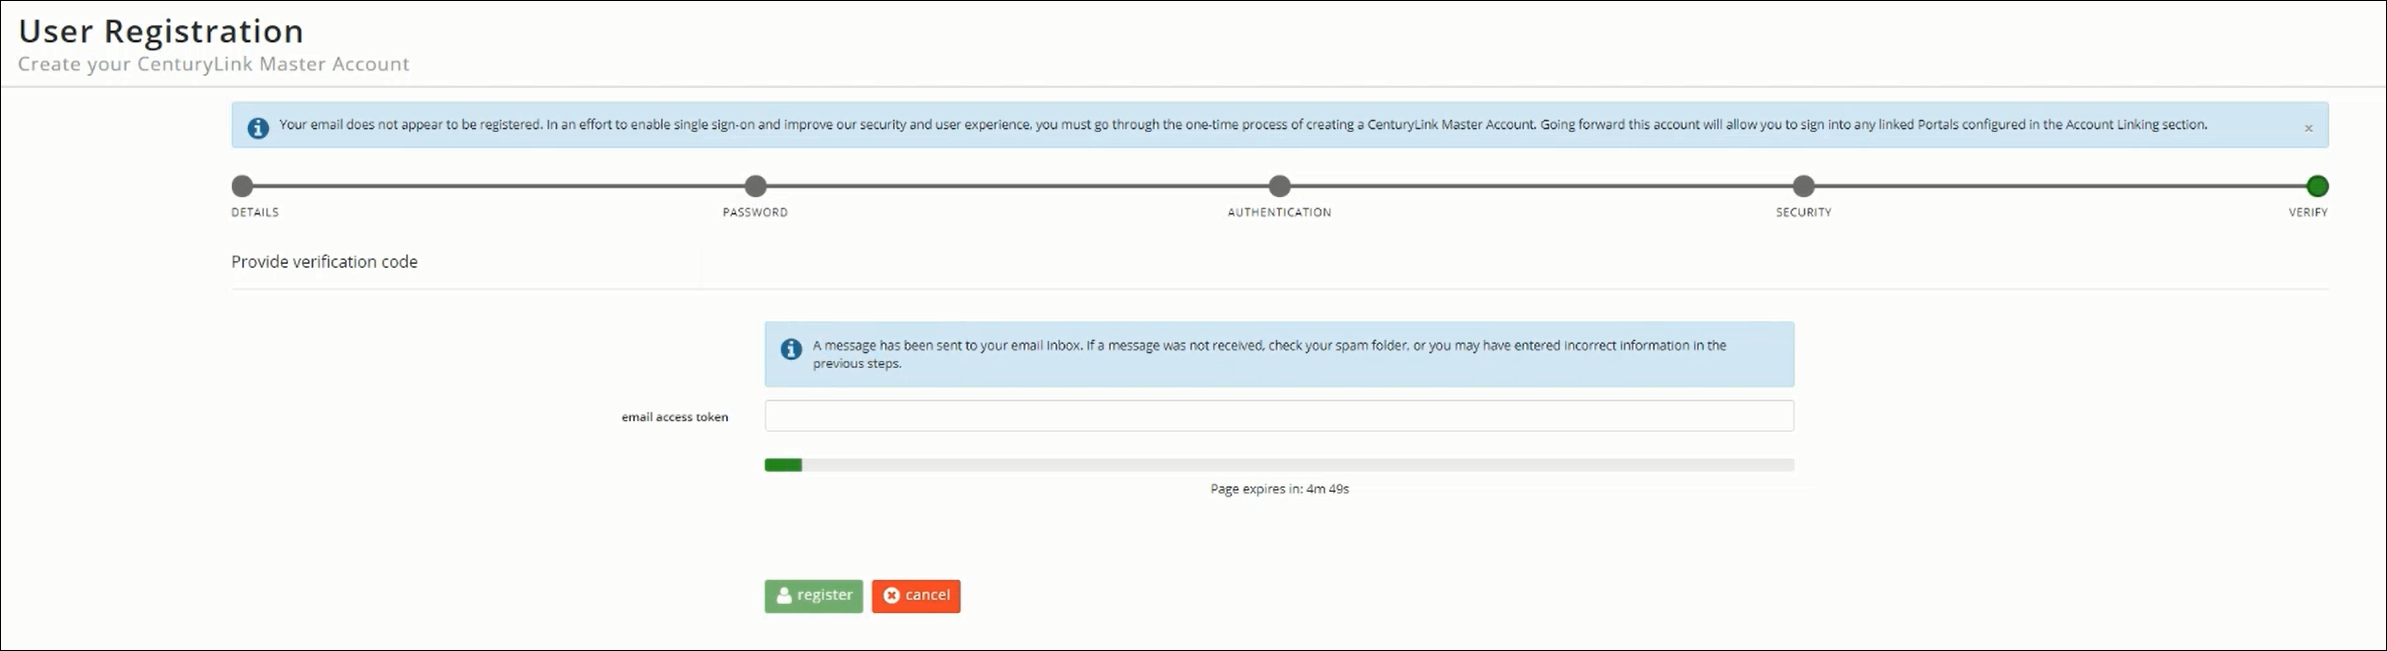 User Registration
Create your CenturyLink Master Account
Your email does not appear to be registered. In an effort to enable single sign-on and improve our security and user experience, you must go through the one-time process of creating a CenturyLink Master Account. Going forward this account will allow you to sign into any linked Portals configured in the Account Linking section.
×
DETAILS PASSWORD AUTHENTICATION SECURITY VERIFY
Provide verification code
A message has been sent to your email Inbox. If a message was not received, check your spam folder, or you may have entered incorrect information in the
previous steps.
email access token
Page expires in: 4m 49s
register cancel